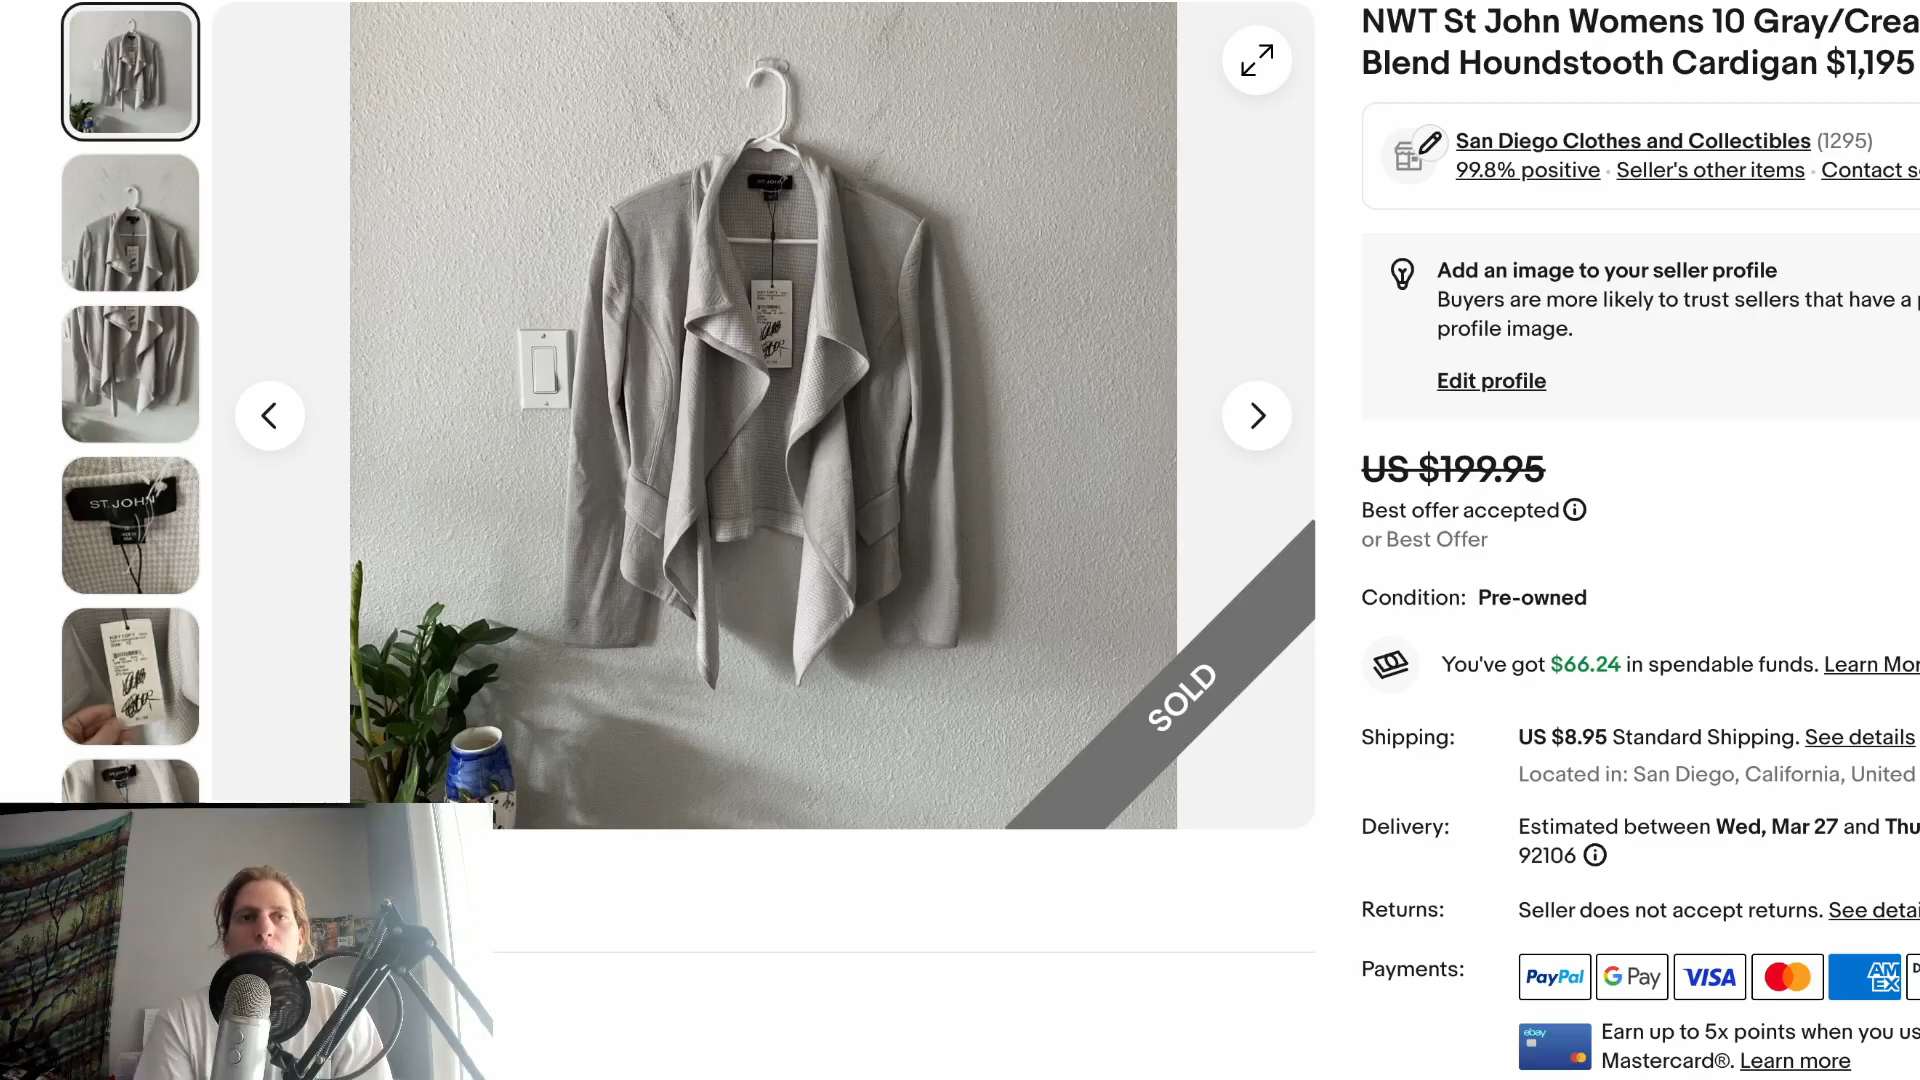 NWT St John Womens 10 Gray/Crea
Blend Houndstooth Cardigan $1,195
San Diego Clothes and Collectibles (1295)
99.8% positive · Seller's other items · Contact s
Add an image to your seller profile
Buyers are more likely to trust sellers that have a p
profile image.
Edit profile
US $199.95
Best offer accepted
or Best Offer
Condition: Pre-owned
You've got $66.24 in spendable funds. Learn Mor
Shipping: US $8.95 Standard Shipping. See details
Located in: San Diego, California, United
Delivery: Estimated between Wed, Mar 27 and Thu
92106
Returns: Seller does not accept returns. See detai
Payments: PayPal G Pay VISA AM EX D
ebay
Earn up to 5x points when you us
Mastercard®. Learn more
SOLD
ST. JOHN
ST. JOHN